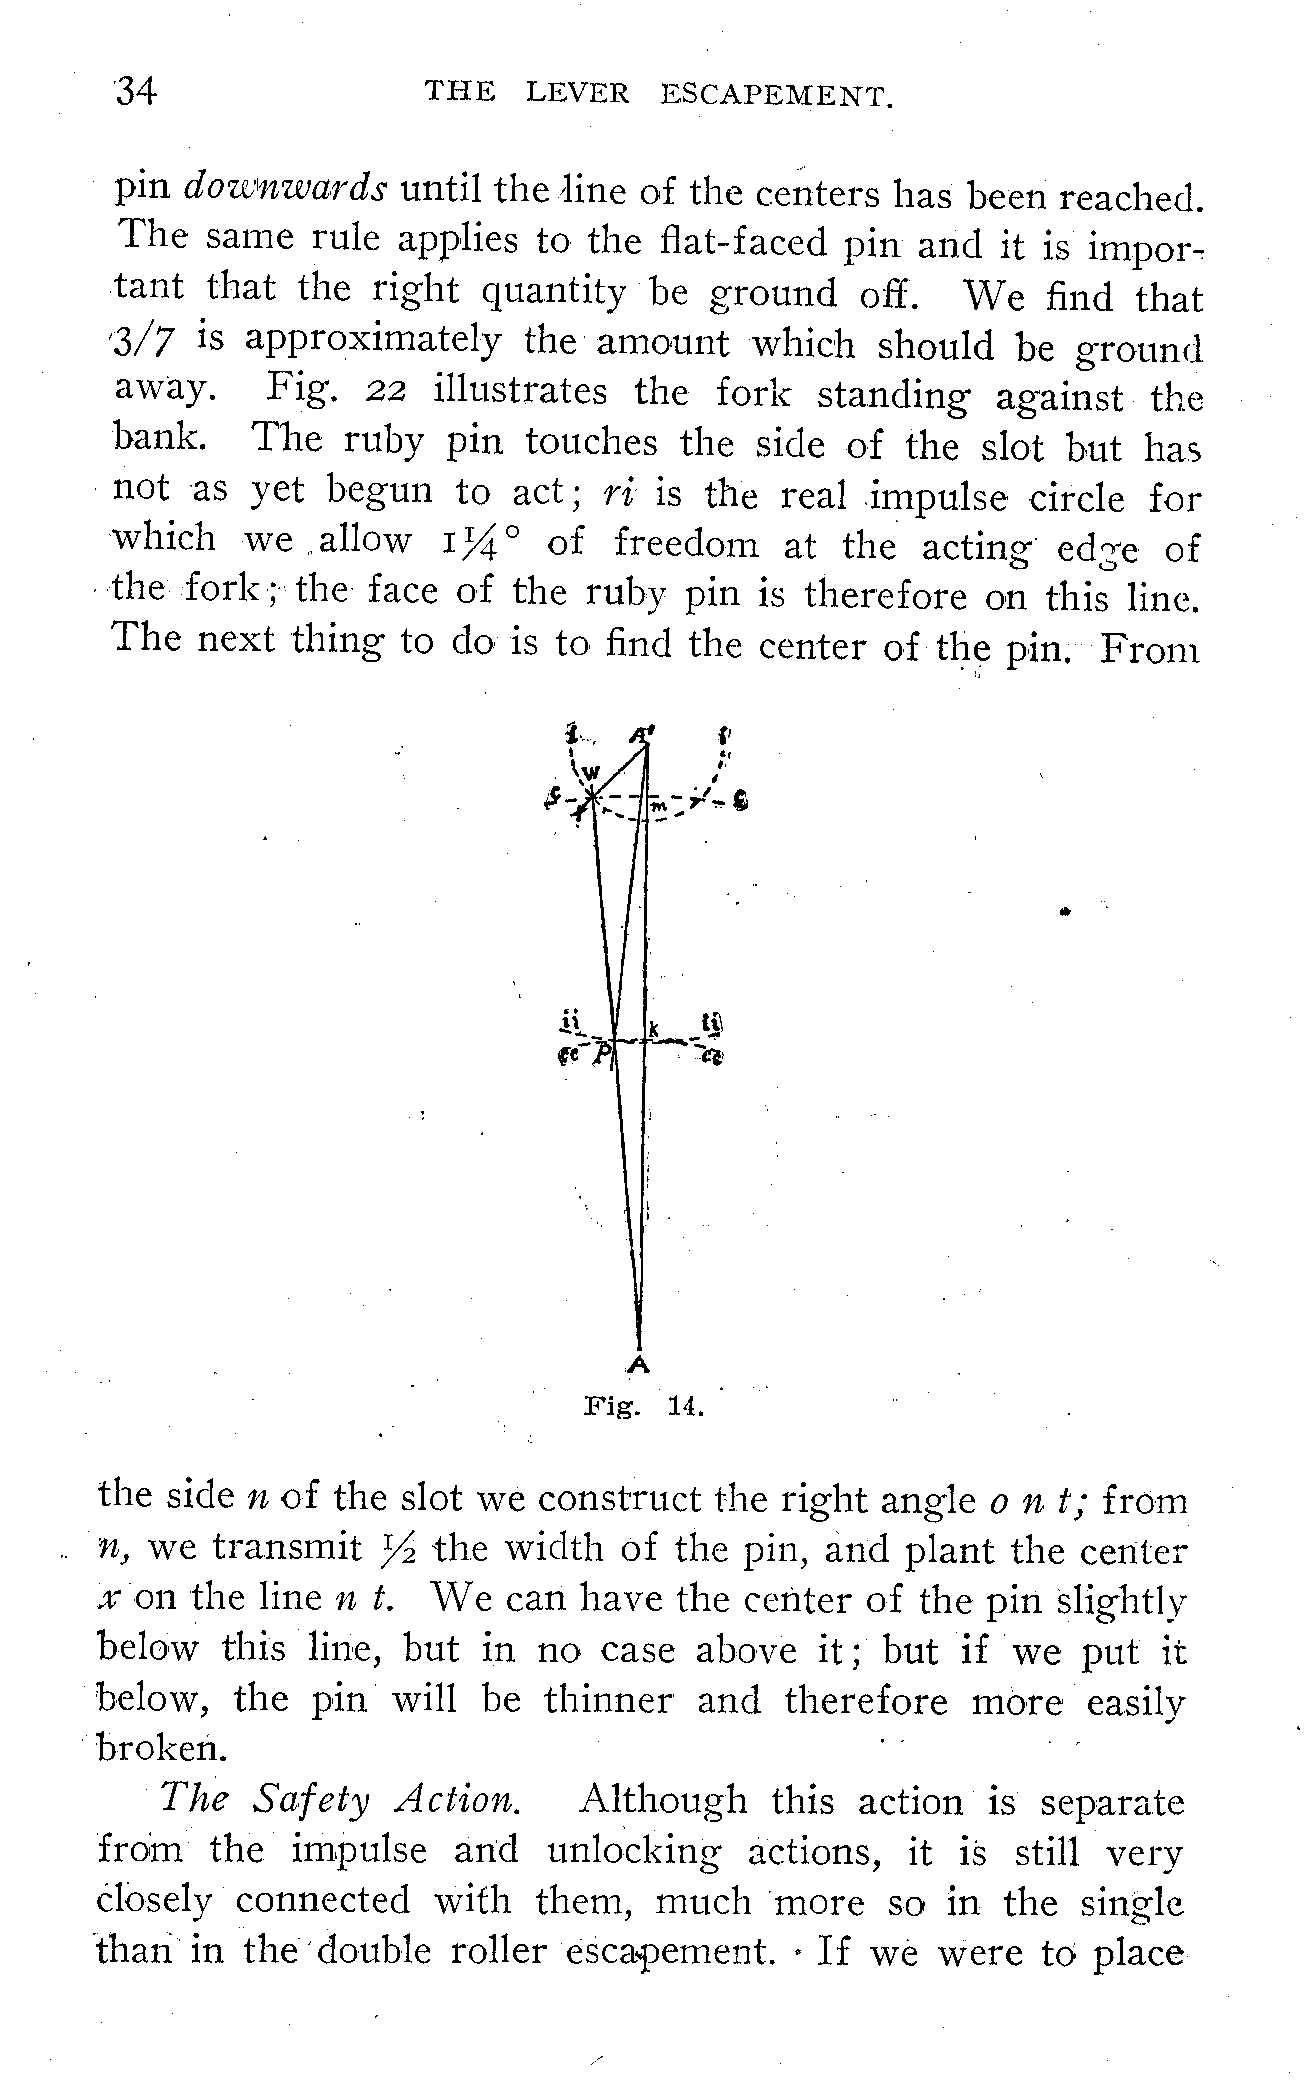 34 THE LEVER ESCAPEMENT.
pin downwards until the line of the centers has been reached.
The same rule applies to the flat-faced pin and it is impor-
tant that the right quantity be ground off. We find that
3/7 is approximately the amount which should be ground
away. Fig. 22 illustrates the fork standing against the
bank. The ruby pin touches the side of the slot but has
not as yet begun to act; ri is the real impulse circle for
which we allow 1¼° of freedom at the acting edge of
the fork; the face of the ruby pin is therefore on this line.
The next thing to do is to find the center of the pin. From
A'
w
m
ii k ii
cc P cc
A
Fig. 14.
the side n of the slot we construct the right angle o n t; from
n, we transmit ½ the width of the pin, and plant the center
x on the line n t. We can have the center of the pin slightly
below this line, but in no case above it; but if we put it
below, the pin will be thinner and therefore more easily
broken.
The Safety Action. Although this action is separate
from the impulse and unlocking actions, it is still very
closely connected with them, much more so in the single
than in the double roller escapement. If we were to place